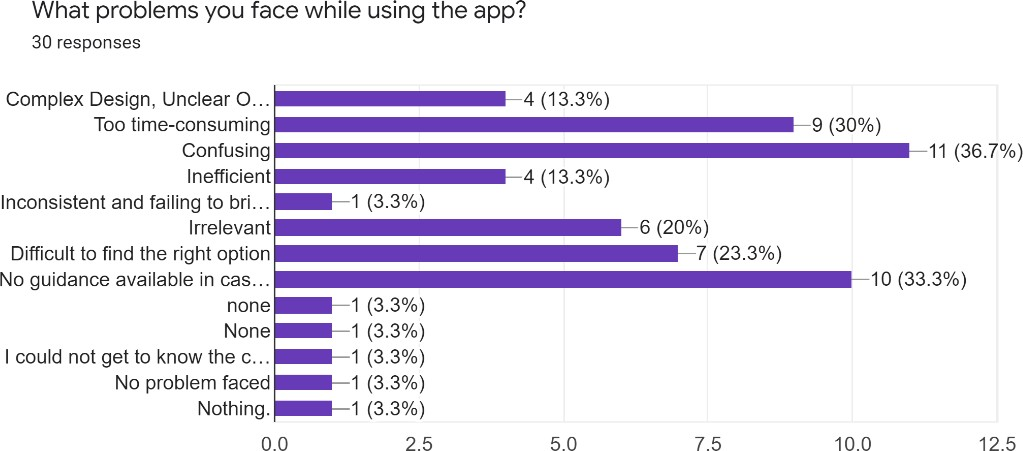 What problems you face while using the app?
30 responses
Complex Design, Unclear O… 4 (13.3%)
Too time-consuming 9 (30%)
Confusing 11 (36.7%)
Inefficient 4 (13.3%)
Inconsistent and failing to bri… 1 (3.3%)
Irrelevant 6 (20%)
Difficult to find the right option 7 (23.3%)
No guidance available in cas… 10 (33.3%)
none 1 (3.3%)
None 1 (3.3%)
I could not get to know the c… 1 (3.3%)
No problem faced 1 (3.3%)
Nothing. 1 (3.3%)
0.0 2.5 5.0 7.5 10.0 12.5